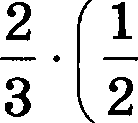 2/3 · ( 1/2